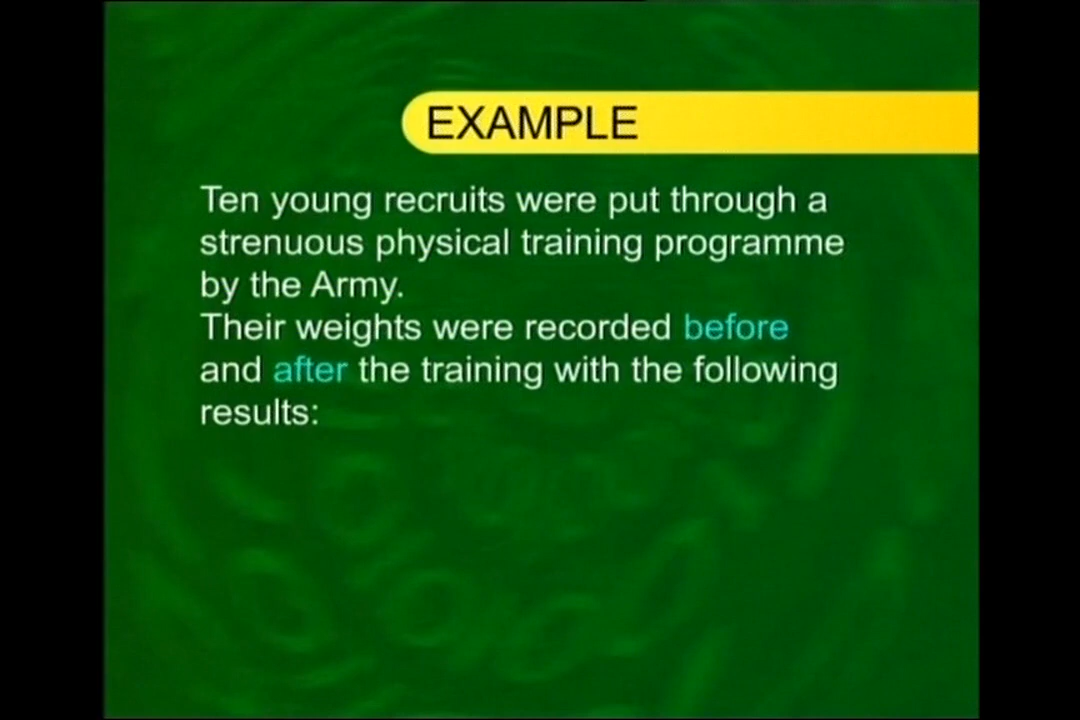 EXAMPLE
Ten young recruits were put through a
strenuous physical training programme
by the Army.
Their weights were recorded before
and after the training with the following
results: